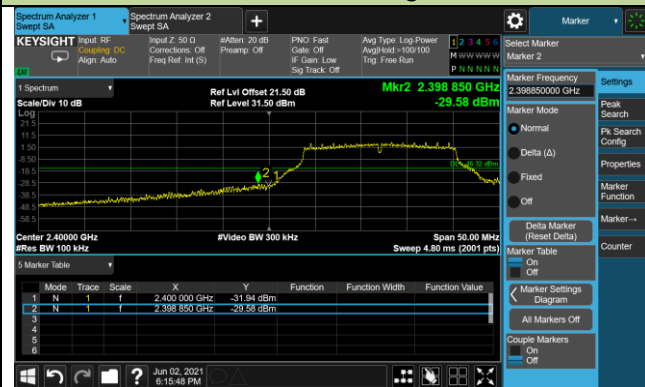 Spectrum Analyzer 1
Swept SA
Spectrum Analyzer 2
Swept SA
+
Marker
KEYSIGHT
Input: RF
Coupling: DC
Align: Auto
Input Z: 50 Ω
Corrections: Off
Freq Ref: Int (S)
#Atten: 20 dB
Preamp: Off
PNO: Fast
Gate: Off
IF Gain: Low
Sig Track: Off
Avg Type: Log-Power
Avg|Hold:>100/100
Trig: Free Run
1 2 3 4 5 6
M W W W W W
P N N N N N
Select Marker
Marker 2
1 Spectrum
Scale/Div 10 dB
Ref Lvl Offset 21.50 dB
Ref Level 31.50 dBm
Mkr2 2.398 850 GHz
-29.58 dBm
Log
21.5
11.5
1.50
-8.50
-18.5
-28.5
-38.5
-48.5
-58.5
2
1
Center 2.40000 GHz
#Res BW 100 kHz
#Video BW 300 kHz
Span 50.00 MHz
Sweep 4.80 ms (2001 pts)
5 Marker Table
Mode Trace Scale X Y Function Function Width Function Value
1 N 1 f 2.400 000 GHz -31.94 dBm
2 N 1 f 2.398 850 GHz -29.58 dBm
3
4
5
6
Marker Frequency
2.398850000 GHz
Marker Mode
Normal
Delta (Δ)
Fixed
Off
Delta Marker
(Reset Delta)
Marker Table
On
Off
Marker Settings
Diagram
All Markers Off
Couple Markers
On
Off
Settings
Peak
Search
Pk Search
Config
Properties
Marker
Function
Marker→
Counter
?
Jun 02, 2021
6:15:48 PM